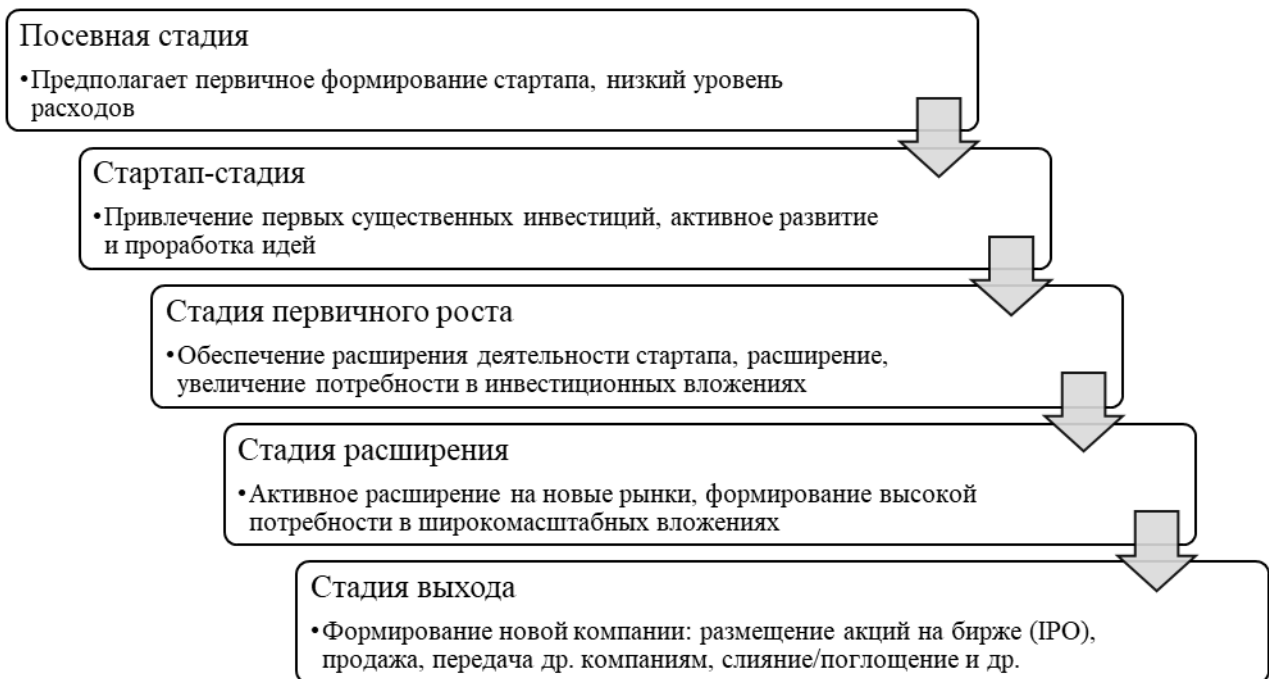 Посевная стадия
•Предполагает первичное формирование стартапа, низкий уровень
расходов
Стартап-стадия
•Привлечение первых существенных инвестиций, активное развитие
и проработка идей
Стадия первичного роста
•Обеспечение расширения деятельности стартапа, расширение,
увеличение потребности в инвестиционных вложениях
Стадия расширения
•Активное расширение на новые рынки, формирование высокой
потребности в широкомасштабных вложениях
Стадия выхода
•Формирование новой компании: размещение акций на бирже (IPO),
продажа, передача др. компаниям, слияние/поглощение и др.